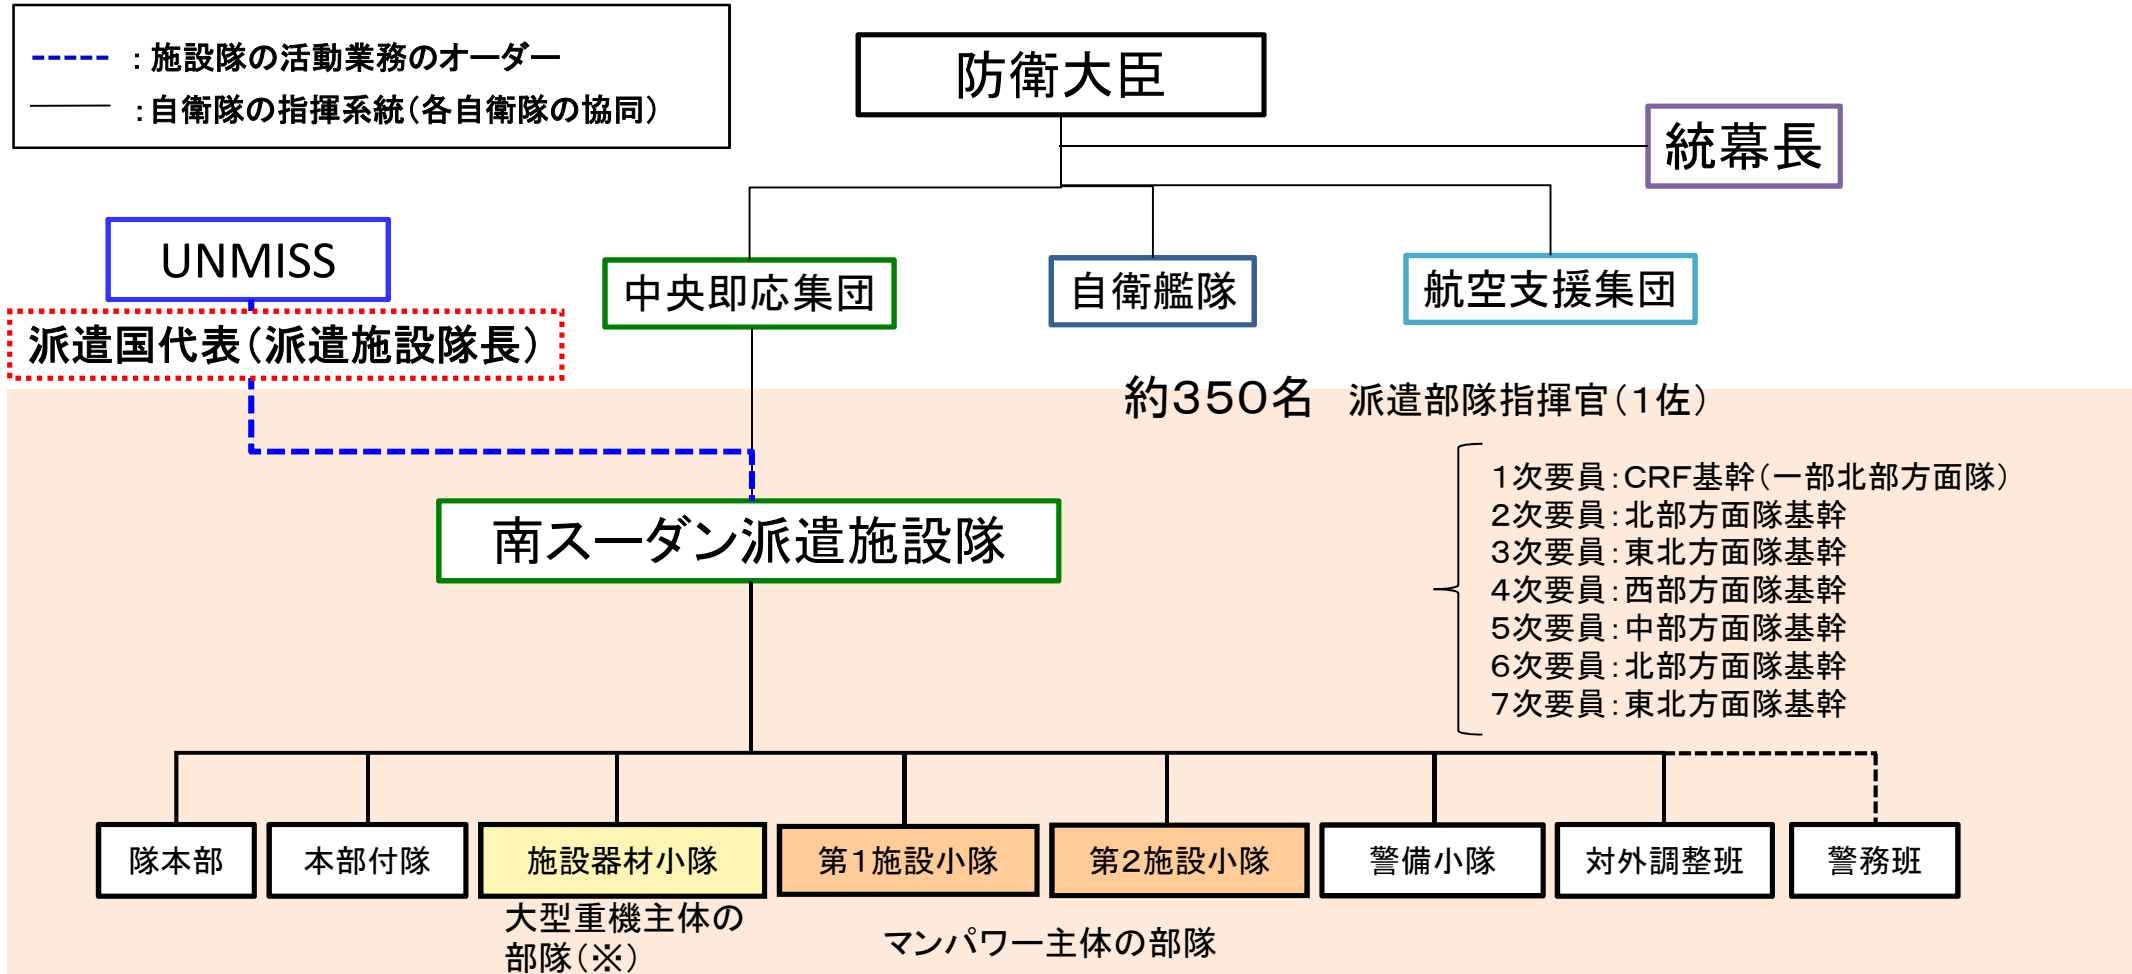 ：施設隊の活動業務のオーダー
：自衛隊の指揮系統（各自衛隊の協同）
防衛大臣
統幕長
UNMISS
派遣国代表（派遣施設隊長）
中央即応集団
自衛艦隊
航空支援集団
約３５０名　派遣部隊指揮官（１佐）
１次要員：ＣＲＦ基幹（一部北部方面隊）
２次要員：北部方面隊基幹
３次要員：東北方面隊基幹
４次要員：西部方面隊基幹
５次要員：中部方面隊基幹
６次要員：北部方面隊基幹
７次要員：東北方面隊基幹
南スーダン派遣施設隊
隊本部
本部付隊
施設器材小隊
第１施設小隊
第２施設小隊
警備小隊
対外調整班
警務班
大型重機主体の
部隊（※）
マンパワー主体の部隊